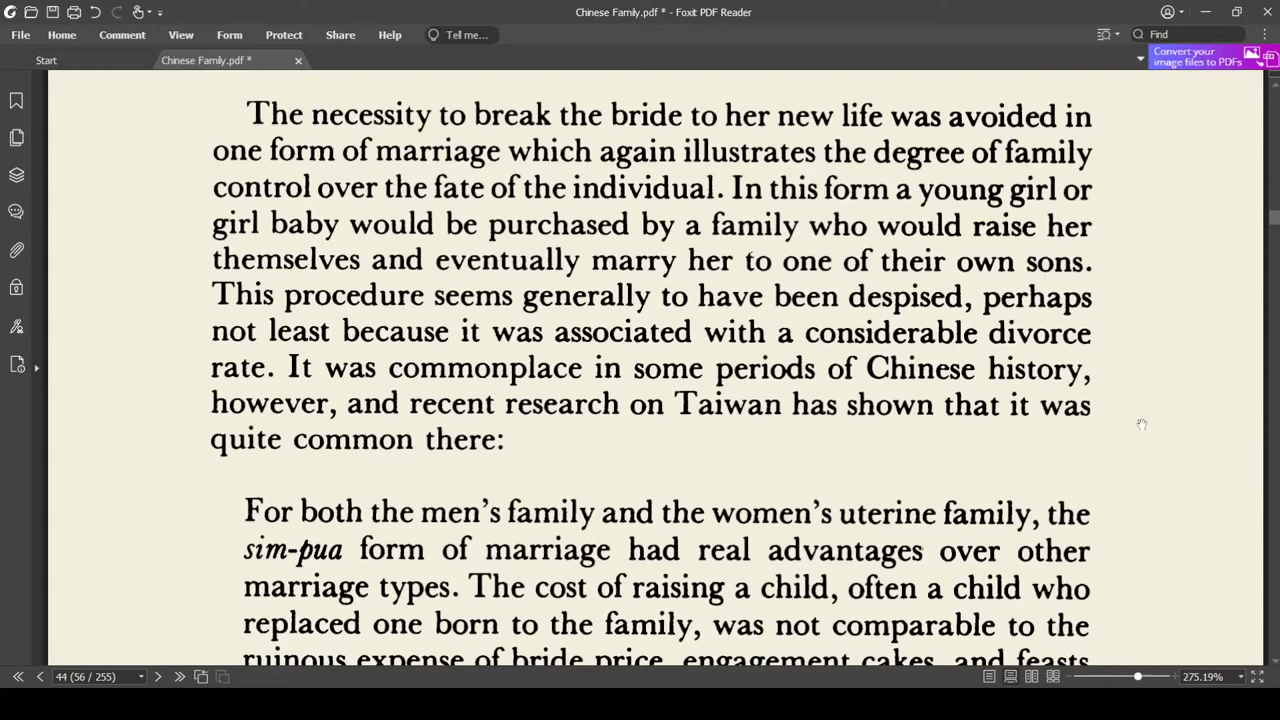 Chinese Family.pdf * - Foxit PDF Reader
File Home Comment View Form Protect Share Help Tell me... Find
Start Chinese Family.pdf * Convert your
image files to PDFs
The necessity to break the bride to her new life was avoided in
one form of marriage which again illustrates the degree of family
control over the fate of the individual. In this form a young girl or
girl baby would be purchased by a family who would raise her
themselves and eventually marry her to one of their own sons.
This procedure seems generally to have been despised, perhaps
not least because it was associated with a considerable divorce
rate. It was commonplace in some periods of Chinese history,
however, and recent research on Taiwan has shown that it was
quite common there:
For both the men's family and the women's uterine family, the
sim-pua form of marriage had real advantages over other
marriage types. The cost of raising a child, often a child who
replaced one born to the family, was not comparable to the
ruinous expense of bride price, engagement cakes, and feasts
44 (56 / 255) 275.19%